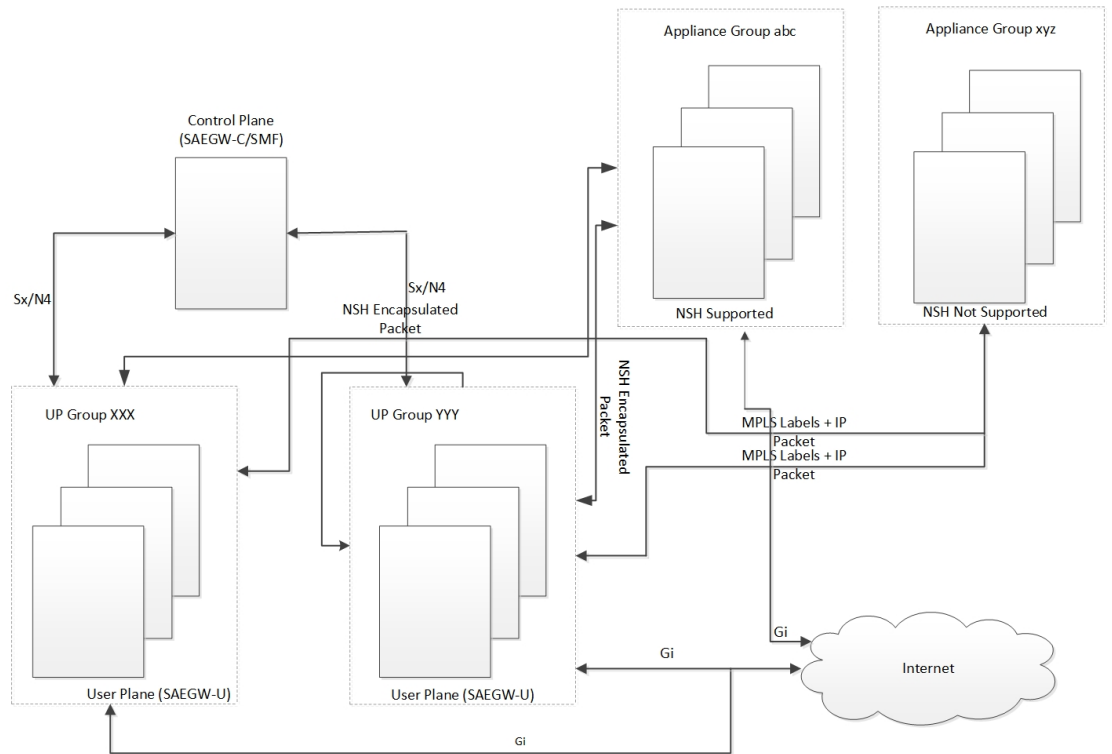 Appliance Group abc
Appliance Group xyz
Control Plane
(SAEGW-C/SMF)
Sx/N4
Sx/N4
NSH Encapsulated
Packet
NSH Supported
NSH Not Supported
NSH Encapsulated
Packet
UP Group XXX
UP Group YYY
MPLS Labels + IP
Packet
MPLS Labels + IP
Packet
Gi
Gi
Internet
User Plane (SAEGW-U)
User Plane (SAEGW-U)
Gi